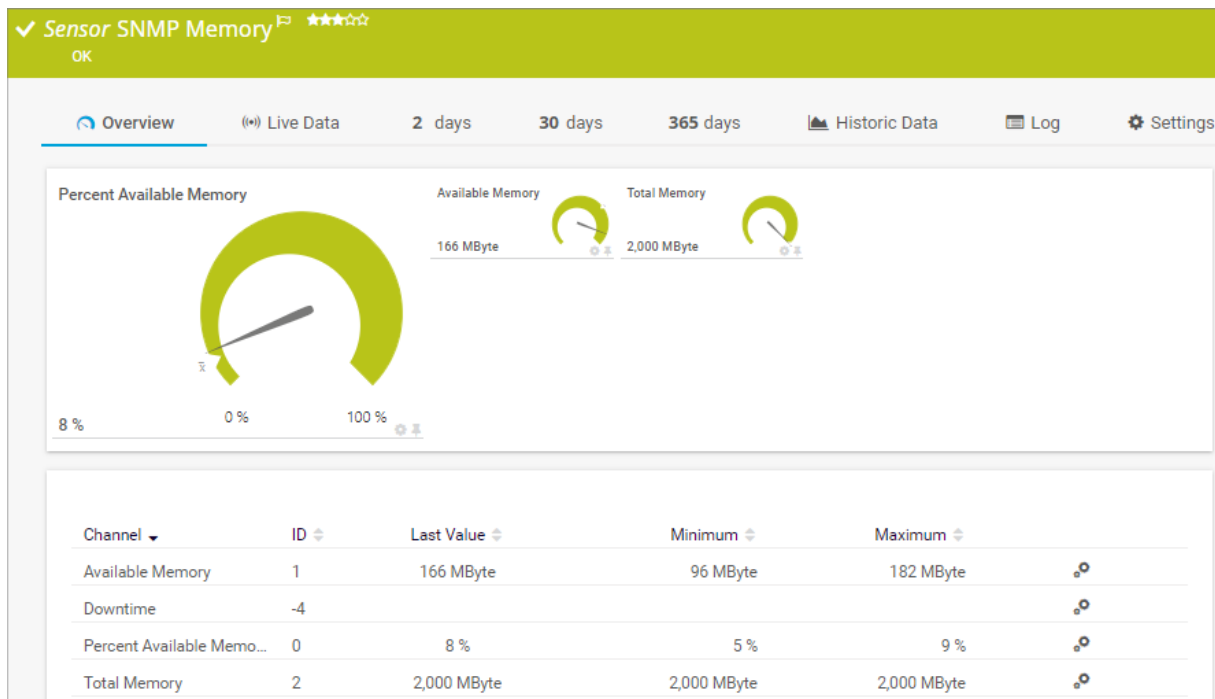 Sensor SNMP Memory
OK
Overview Live Data 2 days 30 days 365 days Historic Data Log Settings
Percent Available Memory
8 %
0 %
100 %
x̄
Available Memory
166 MByte
Total Memory
2,000 MByte
Channel ID Last Value Minimum Maximum
Available Memory 1 166 MByte 96 MByte 182 MByte
Downtime -4
Percent Available Memo... 0 8 % 5 % 9 %
Total Memory 2 2,000 MByte 2,000 MByte 2,000 MByte